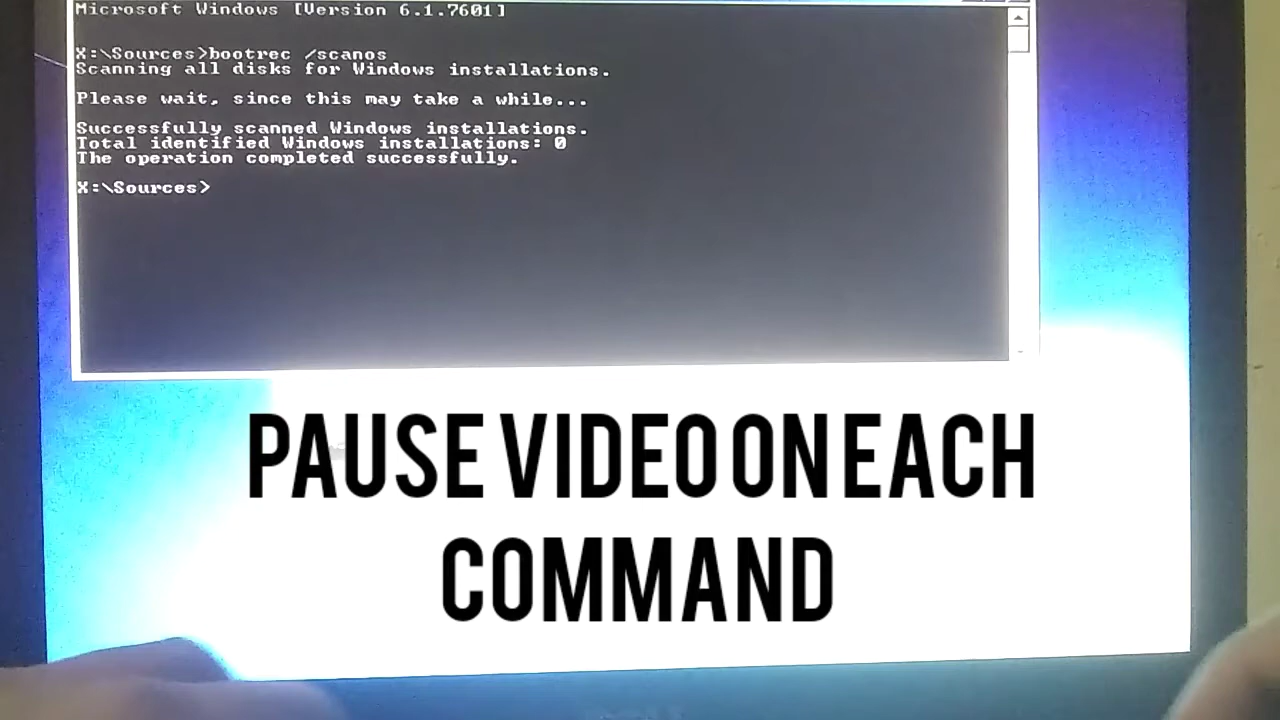 Microsoft Windows [Version 6.1.7601]
X:\Sources>bootrec /scanos
Scanning all disks for Windows installations.
Please wait, since this may take a while...
Successfully scanned Windows installations.
Total identified Windows installations: 0
The operation completed successfully.
X:\Sources>
PAUSE VIDEO ON EACH
COMMAND